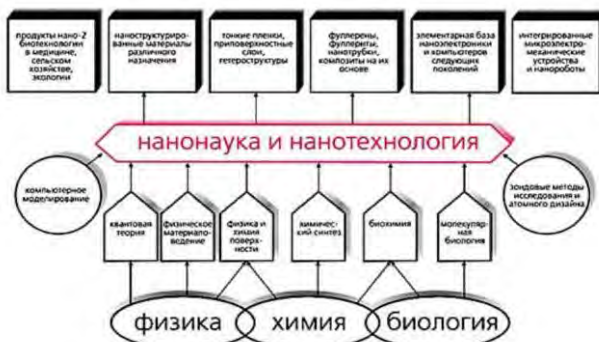 продукты нано-2
биотехнологии
в медицине,
сельском
хозяйстве,
экологии
наноструктуриро-
ванные материалы
различного
назначения
тонкие пленки,
приповерхностные
слои,
гетероструктуры
фуллерены,
фуллериты,
нанотрубки,
композиты на их
основе
элементарная база
наноэлектроники
и компьютеров
следующих
поколений
интегрированные
микроэлектро-
механические
устройства
и нанороботы
нанонаука и нанотехнология
компьютерное
моделирование
зондовые методы
исследования и
атомного дизайна
квантовая
теория
физическое
материало-
ведение
физика и
химия
поверх-
ности
химичес-
кий синтез
биохимия
молекуляр-
ная
биология
физика
химия
биология